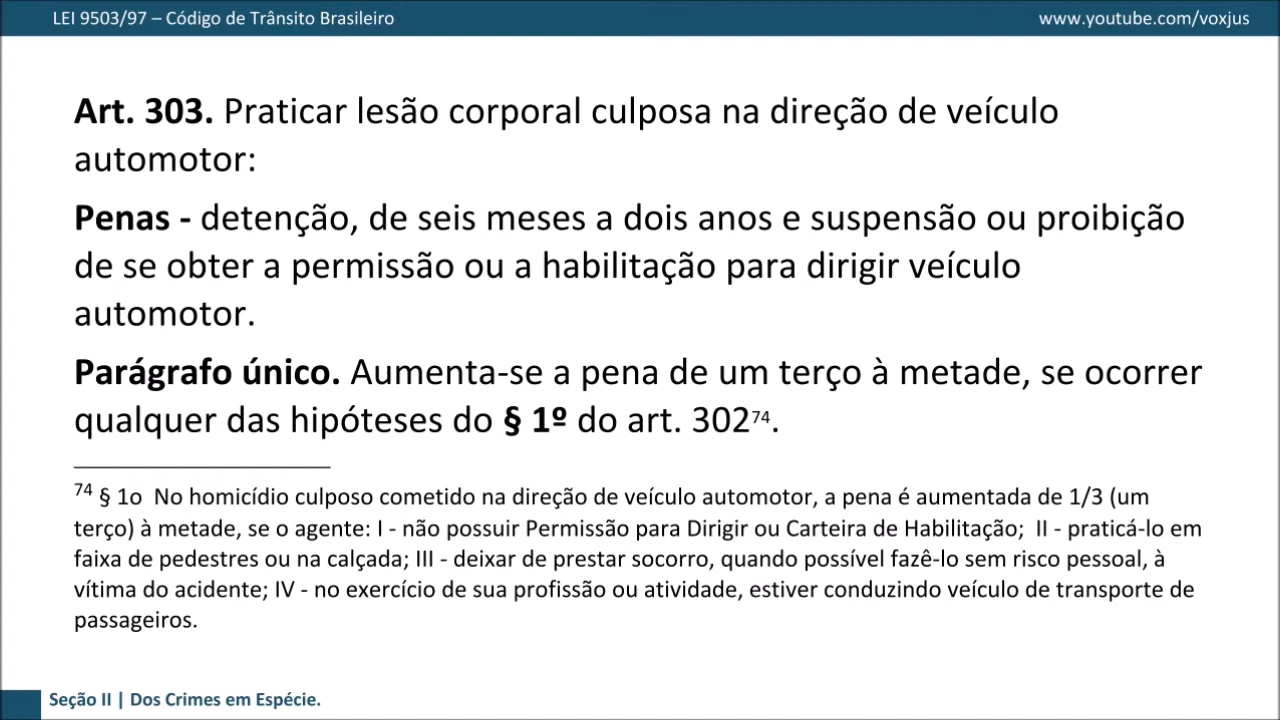 LEI 9503/97 – Código de Trânsito Brasileiro
www.youtube.com/voxjus
Art. 303. Praticar lesão corporal culposa na direção de veículo
automotor:
Penas - detenção, de seis meses a dois anos e suspensão ou proibição
de se obter a permissão ou a habilitação para dirigir veículo
automotor.
Parágrafo único. Aumenta-se a pena de um terço à metade, se ocorrer
qualquer das hipóteses do § 1º do art. 302⁷⁴.
⁷⁴ § 1o No homicídio culposo cometido na direção de veículo automotor, a pena é aumentada de 1/3 (um
terço) à metade, se o agente: I - não possuir Permissão para Dirigir ou Carteira de Habilitação; II - praticá-lo em
faixa de pedestres ou na calçada; III - deixar de prestar socorro, quando possível fazê-lo sem risco pessoal, à
vítima do acidente; IV - no exercício de sua profissão ou atividade, estiver conduzindo veículo de transporte de
passageiros.
Seção II | Dos Crimes em Espécie.